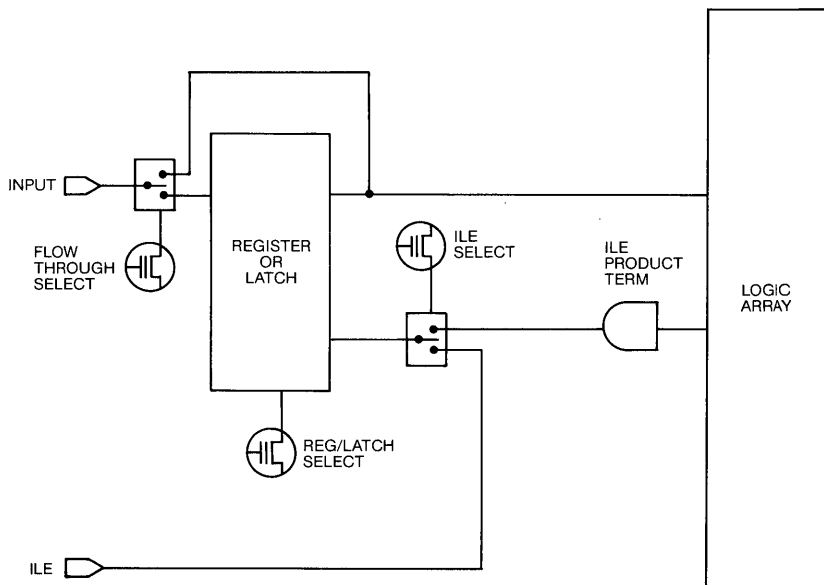 INPUT
FLOW
THROUGH
SELECT
REGISTER
OR
LATCH
ILE
SELECT
ILE
PRODUCT
TERM
LOGIC
ARRAY
REG/LATCH
SELECT
ILE